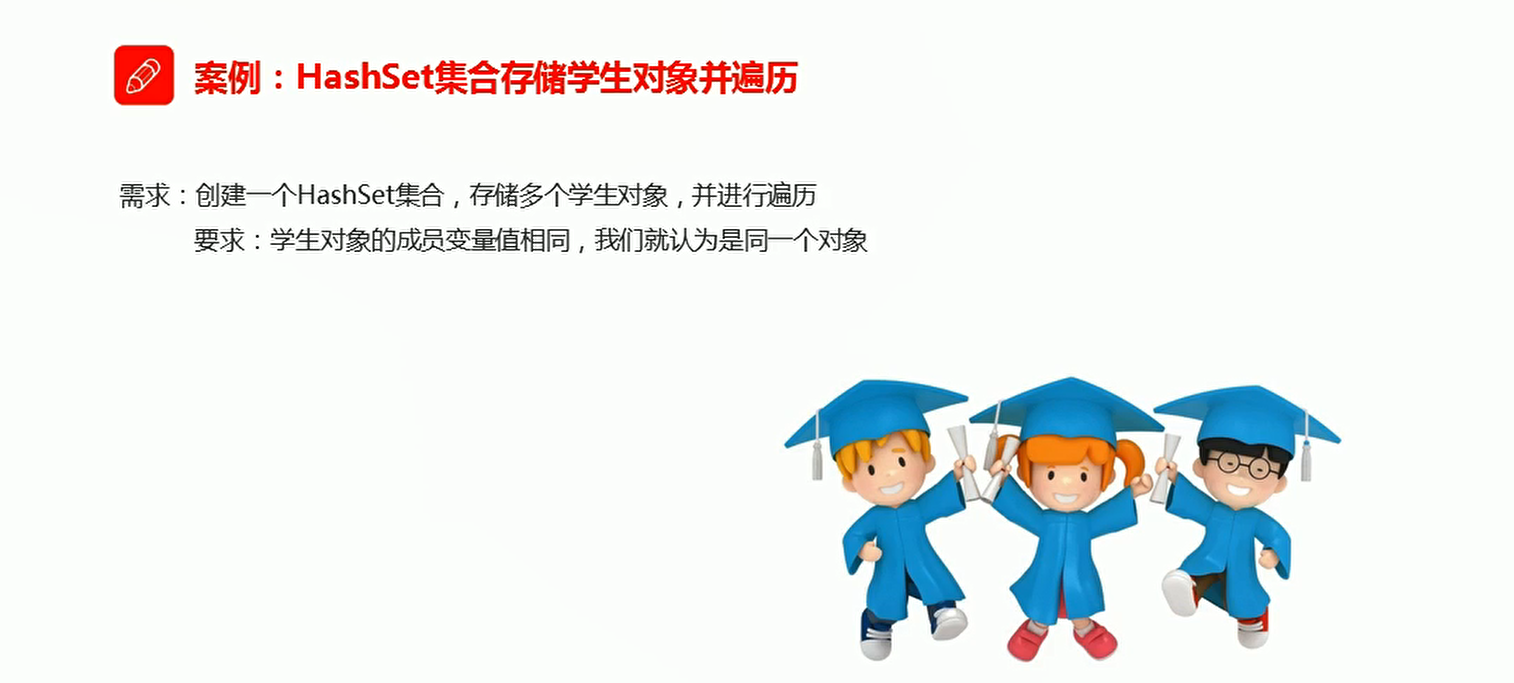 案例：HashSet集合存储学生对象并遍历
需求：创建一个HashSet集合，存储多个学生对象，并进行遍历
要求：学生对象的成员变量值相同，我们就认为是同一个对象